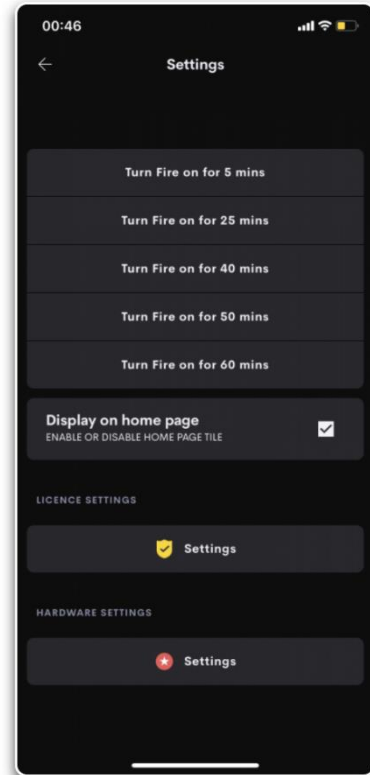 00:46
Settings
Turn Fire on for 5 mins
Turn Fire on for 25 mins
Turn Fire on for 40 mins
Turn Fire on for 50 mins
Turn Fire on for 60 mins
Display on home page
ENABLE OR DISABLE HOME PAGE TILE
LICENCE SETTINGS
Settings
HARDWARE SETTINGS
Settings